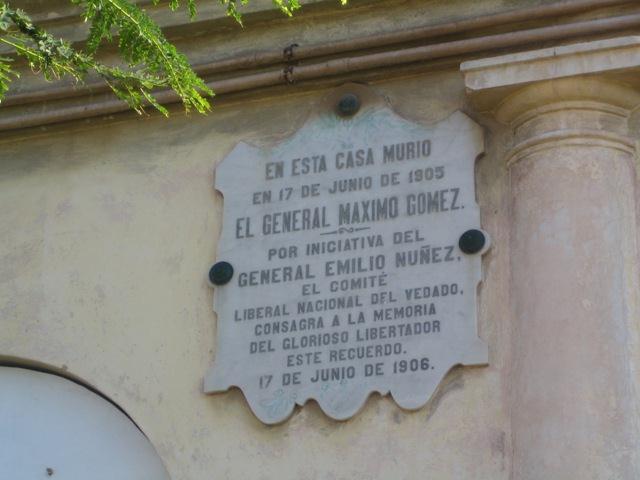 EN ESTA CASA MURIO
EN 17 DE JUNIO DE 1905
EL GENERAL MAXIMO GOMEZ.
POR INICIATIVA DEL
GENERAL EMILIO NUÑEZ,
EL COMITÉ
LIBERAL NACIONAL DEL VEDADO,
CONSAGRA A LA MEMORIA
DEL GLORIOSO LIBERTADOR
ESTE RECUERDO.
17 DE JUNIO DE 1906.